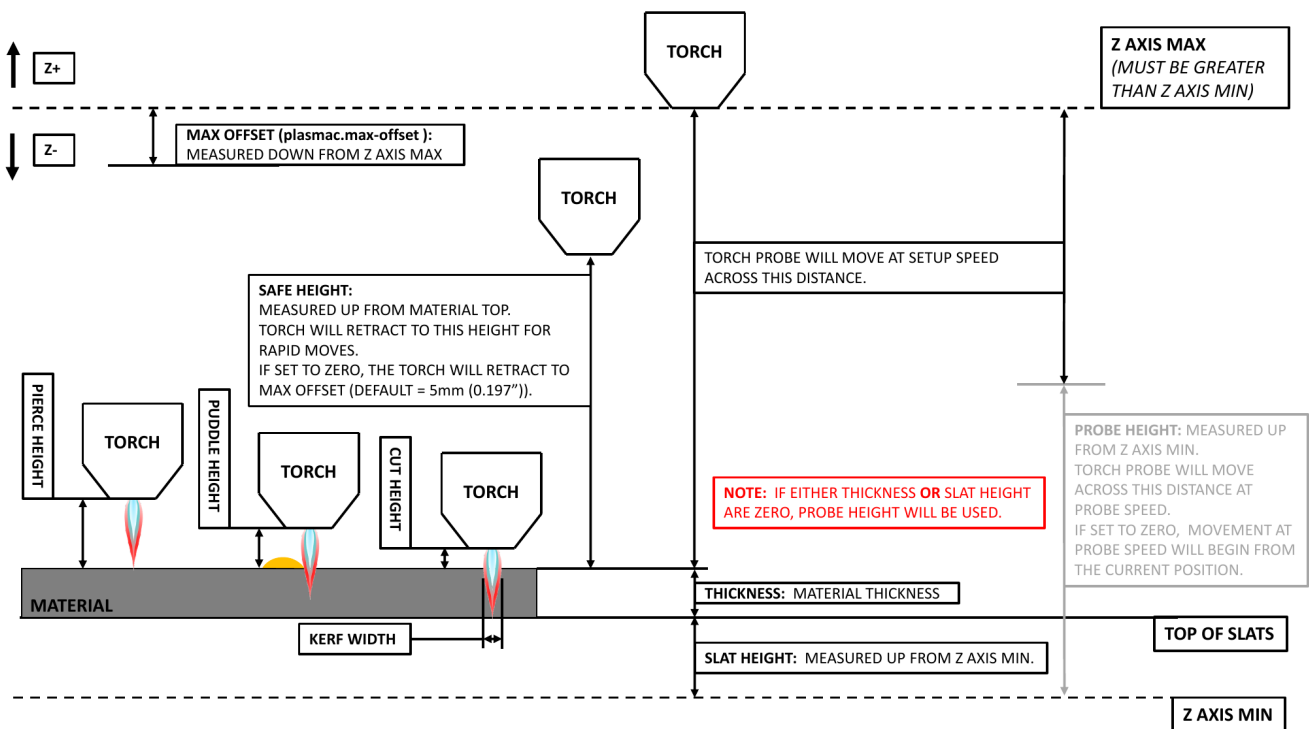 TORCH
Z AXIS MAX
(MUST BE GREATER
THAN Z AXIS MIN)
Z+
MAX OFFSET (plasmac.max-offset ):
MEASURED DOWN FROM Z AXIS MAX
Z-
TORCH
TORCH PROBE WILL MOVE AT SETUP SPEED
ACROSS THIS DISTANCE.
SAFE HEIGHT:
MEASURED UP FROM MATERIAL TOP.
TORCH WILL RETRACT TO THIS HEIGHT FOR
RAPID MOVES.
IF SET TO ZERO, THE TORCH WILL RETRACT TO
MAX OFFSET (DEFAULT = 5mm (0.197”)).
PIERCE HEIGHT
TORCH
PUDDLE HEIGHT
TORCH
CUT HEIGHT
TORCH
PROBE HEIGHT: MEASURED UP
FROM Z AXIS MIN.
TORCH PROBE WILL MOVE
ACROSS THIS DISTANCE AT
PROBE SPEED.
IF SET TO ZERO, MOVEMENT AT
PROBE SPEED WILL BEGIN FROM
THE CURRENT POSITION.
NOTE: IF EITHER THICKNESS OR SLAT HEIGHT
ARE ZERO, PROBE HEIGHT WILL BE USED.
MATERIAL
THICKNESS: MATERIAL THICKNESS
KERF WIDTH
TOP OF SLATS
SLAT HEIGHT: MEASURED UP FROM Z AXIS MIN.
Z AXIS MIN